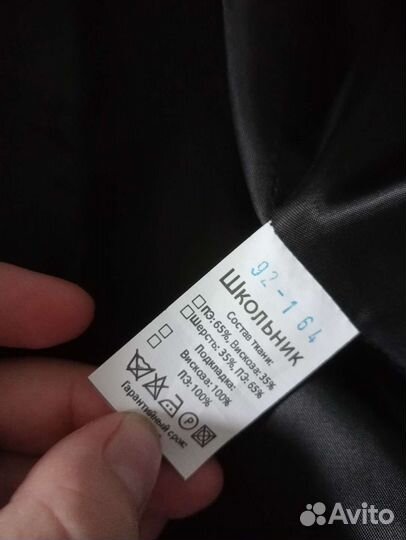 92-164
Школьник
Состав ткани:
ПЭ: 65%, Вискоза: 35%
Шерсть: 35%, ПЭ: 65%
Подкладка:
Вискоза: 100%
ПЭ: 100%
P
Гарантийный срок:
Avito